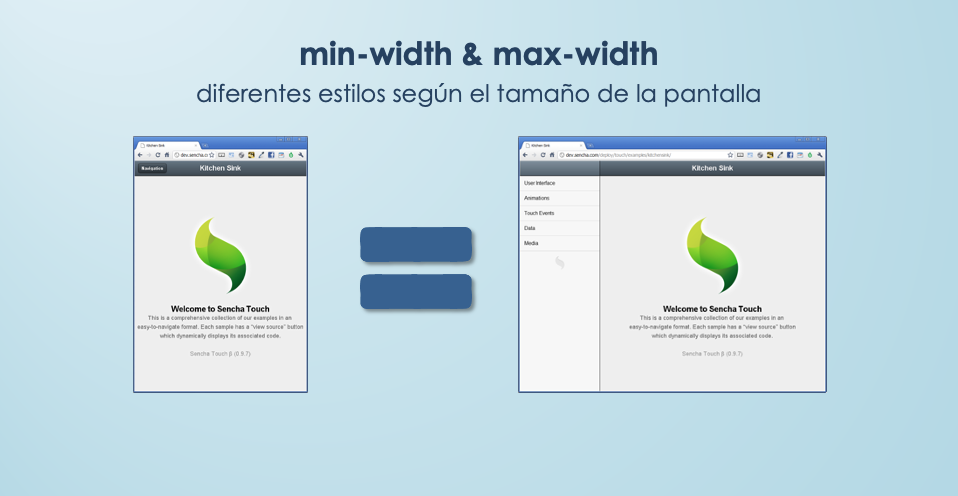 min-width & max-width
diferentes estilos según el tamaño de la pantalla
Kitchen Sink
dev.sencha.c
Navigation
Kitchen Sink
Welcome to Sencha Touch
This is a comprehensive collection of our examples in an
easy-to-navigate format. Each sample has a "view source" button
which dynamically displays its associated code.
Sencha Touch β (0.9.7)
Kitchen Sink
dev.sencha.com/deploy/touch/examples/kitchensink/
Kitchen Sink
User Interface
Animations
Touch Events
Data
Media
Welcome to Sencha Touch
This is a comprehensive collection of our examples in an
easy-to-navigate format. Each sample has a "view source" button
which dynamically displays its associated code.
Sencha Touch β (0.9.7)